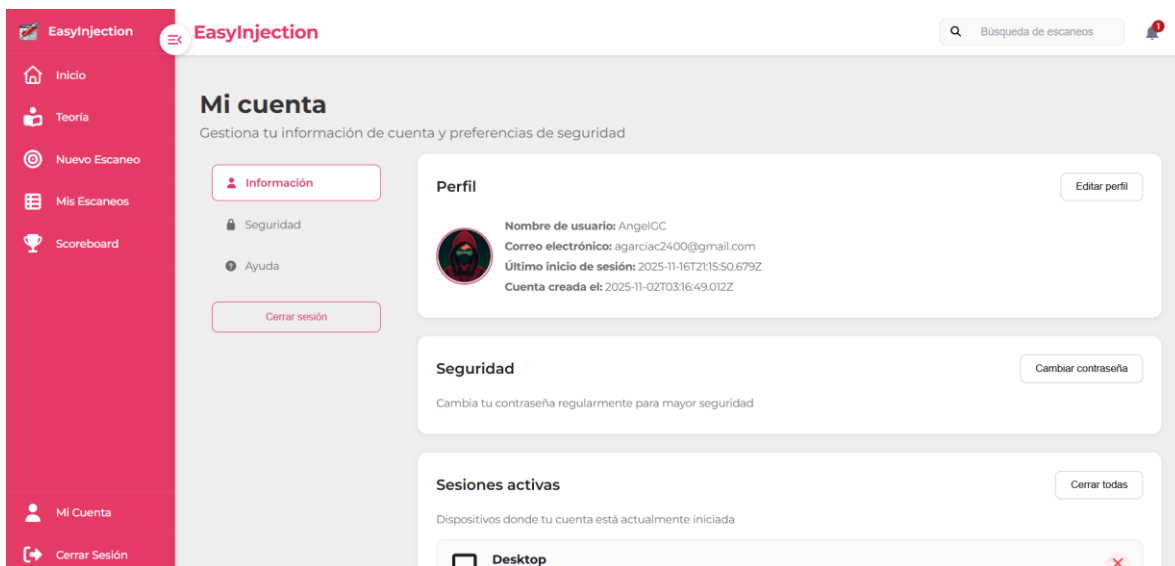 EasyInjection
Inicio
Teoría
Nuevo Escaneo
Mis Escaneos
Scoreboard
Mi Cuenta
Cerrar Sesión
EasyInjection
Búsqueda de escaneos
1
Mi cuenta
Gestiona tu información de cuenta y preferencias de seguridad
Información
Seguridad
Ayuda
Cerrar sesión
Perfil
Editar perfil
Nombre de usuario: AngelGC
Correo electrónico: agarciac2400@gmail.com
Último inicio de sesión: 2025-11-16T21:15:50.679Z
Cuenta creada el: 2025-11-02T03:16:49.012Z
Seguridad
Cambiar contraseña
Cambia tu contraseña regularmente para mayor seguridad
Sesiones activas
Cerrar todas
Dispositivos donde tu cuenta está actualmente iniciada
Desktop